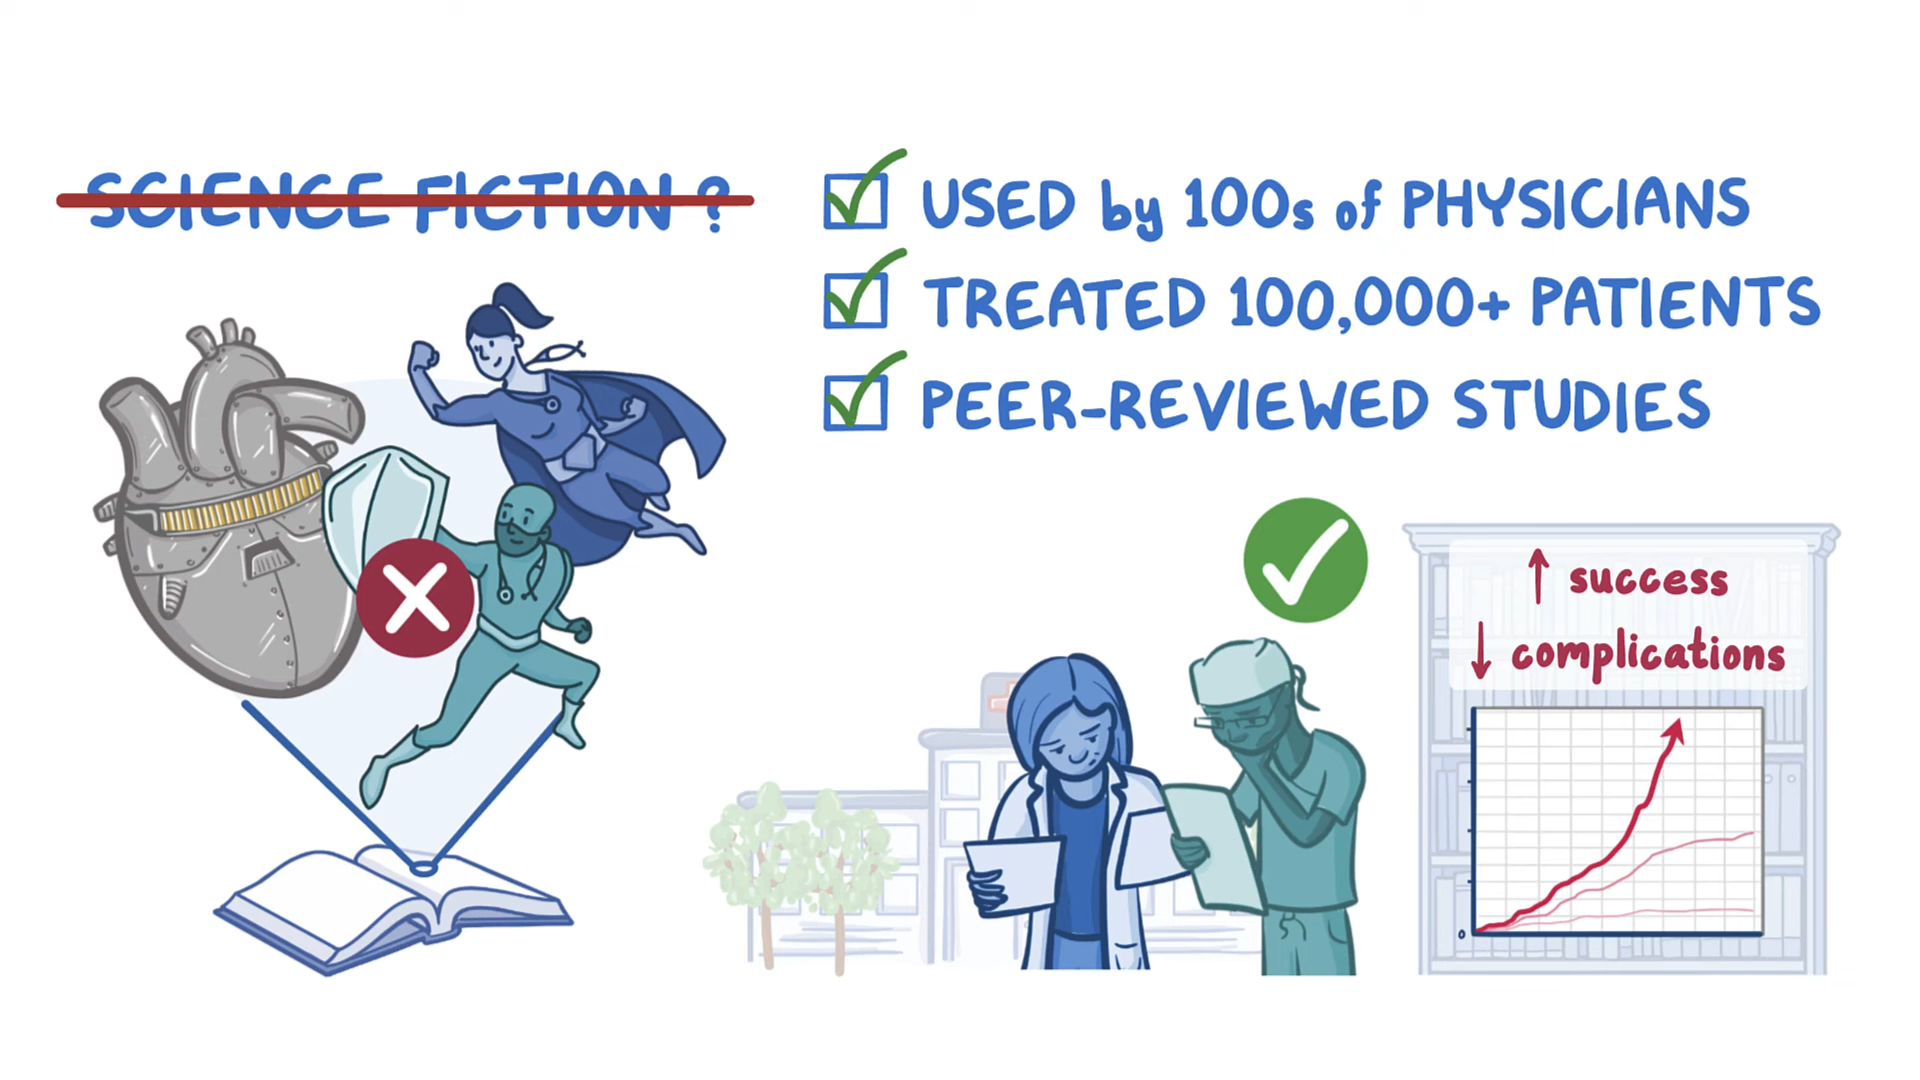 SCIENCE FICTION ?
USED by 100s of PHYSICIANS
TREATED 100,000+ PATIENTS
PEER-REVIEWED STUDIES
↑ success
↓ complications
0